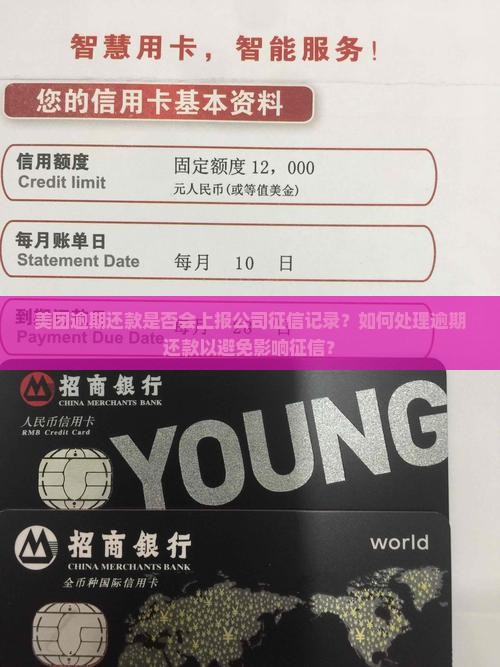 智慧用卡，智能服务！
您的信用卡基本资料
信用额度
Credit limit
固定额度 12，000
元人民币(或等值美金)
每月账单日
Statement Date
每月 10 日
美团逾期还款是否会上报公司征信记录？如何处理逾期
还款以避免影响征信？
Payment Due Date
每月 28 日
招商銀行
CHINA MERCHANTS BANK
人民币信用卡
RMB Credit Card
YOUNG
招商銀行
CHINA MERCHANTS BANK
全币种国际信用卡
world